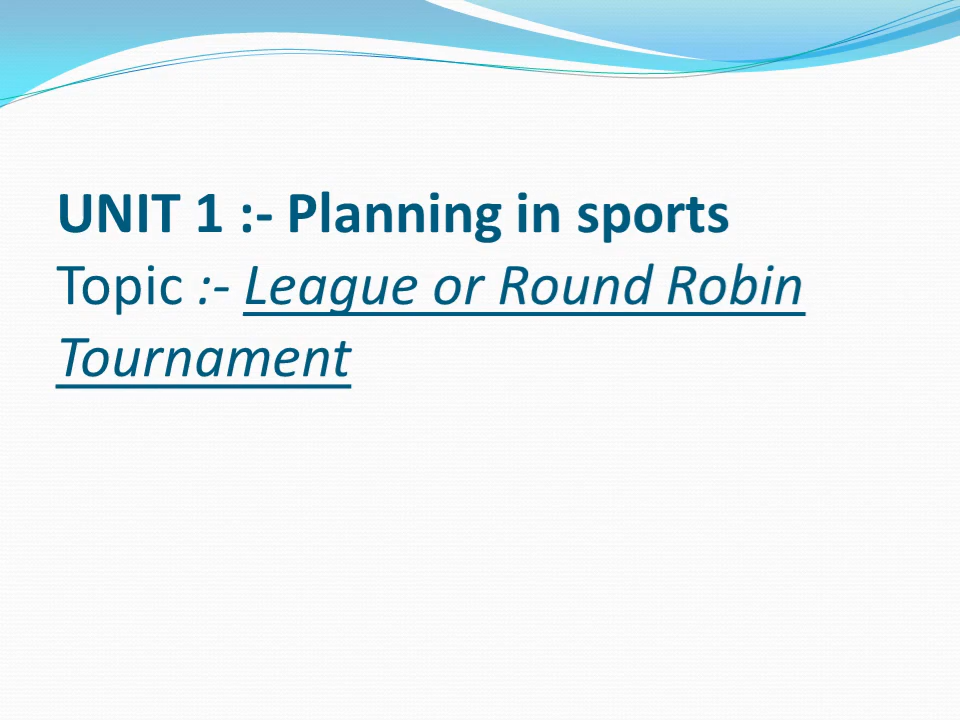 UNIT 1 :- Planning in sports
Topic :- League or Round Robin
Tournament